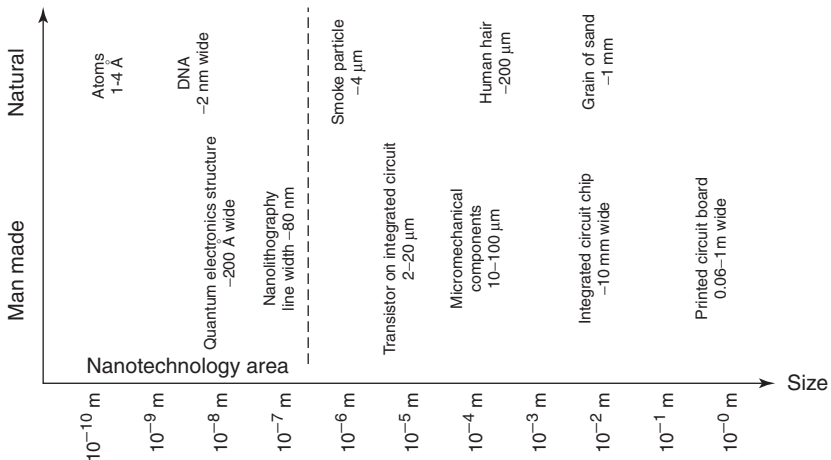 Natural
Atoms
1-4 Å
DNA
-2 nm wide
Smoke particle
-4 μm
Human hair
-200 μm
Grain of sand
-1 mm
Man made
Quantum electronics structure
-200 Å wide
Nanolithography
line width -80 nm
Transistor on integrated circuit
2–20 μm
Micromechanical
components
10–100 μm
Integrated circuit chip
-10 mm wide
Printed circuit board
0.06–1m wide
Nanotechnology area
Size
10⁻¹⁰ m
10⁻⁹ m
10⁻⁸ m
10⁻⁷ m
10⁻⁶ m
10⁻⁵ m
10⁻⁴ m
10⁻³ m
10⁻² m
10⁻¹ m
10⁻⁰ m